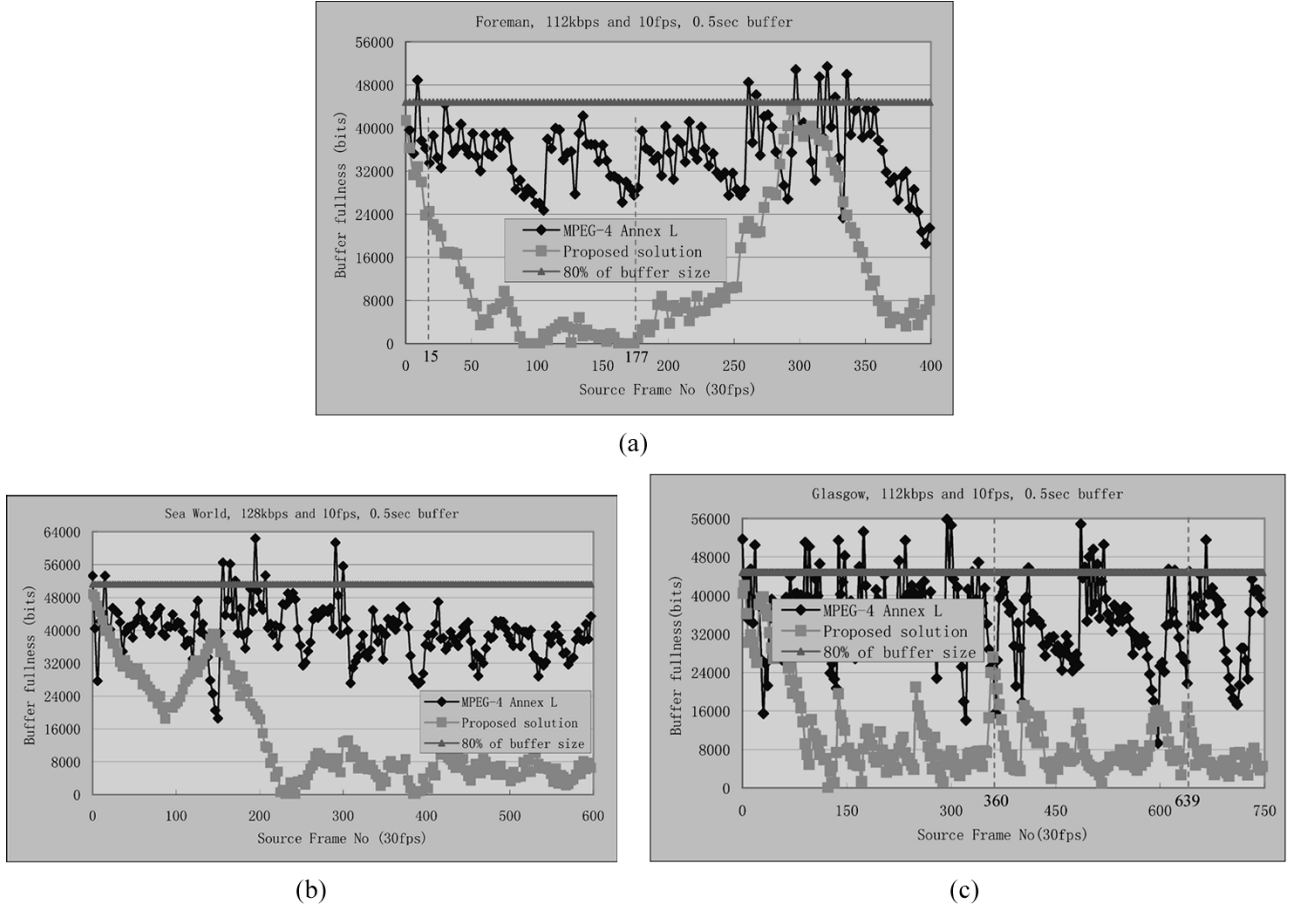 Foreman, 112kbps and 10fps, 0.5sec buffer
Buffer fullness (bits)
56000
48000
40000
32000
24000
16000
8000
0
MPEG-4 Annex L
Proposed solution
80% of buffer size
15
177
0 50 100 150 200 250 300 350 400
Source Frame No (30fps)
(a)
Sea World, 128kbps and 10fps, 0.5sec buffer
Buffer fullness (bits)
64000
56000
48000
40000
32000
24000
16000
8000
0
MPEG-4 Annex L
Proposed solution
80% of buffer size
0 100 200 300 400 500 600
Source Frame No (30fps)
(b)
Glasgow, 112kbps and 10fps, 0.5sec buffer
Buffer fullness(bits)
56000
48000
40000
32000
24000
16000
8000
0
MPEG-4 Annex L
Proposed solution
80% of buffer size
360
639
0 150 300 450 600 750
Source Frame No(30fps)
(c)